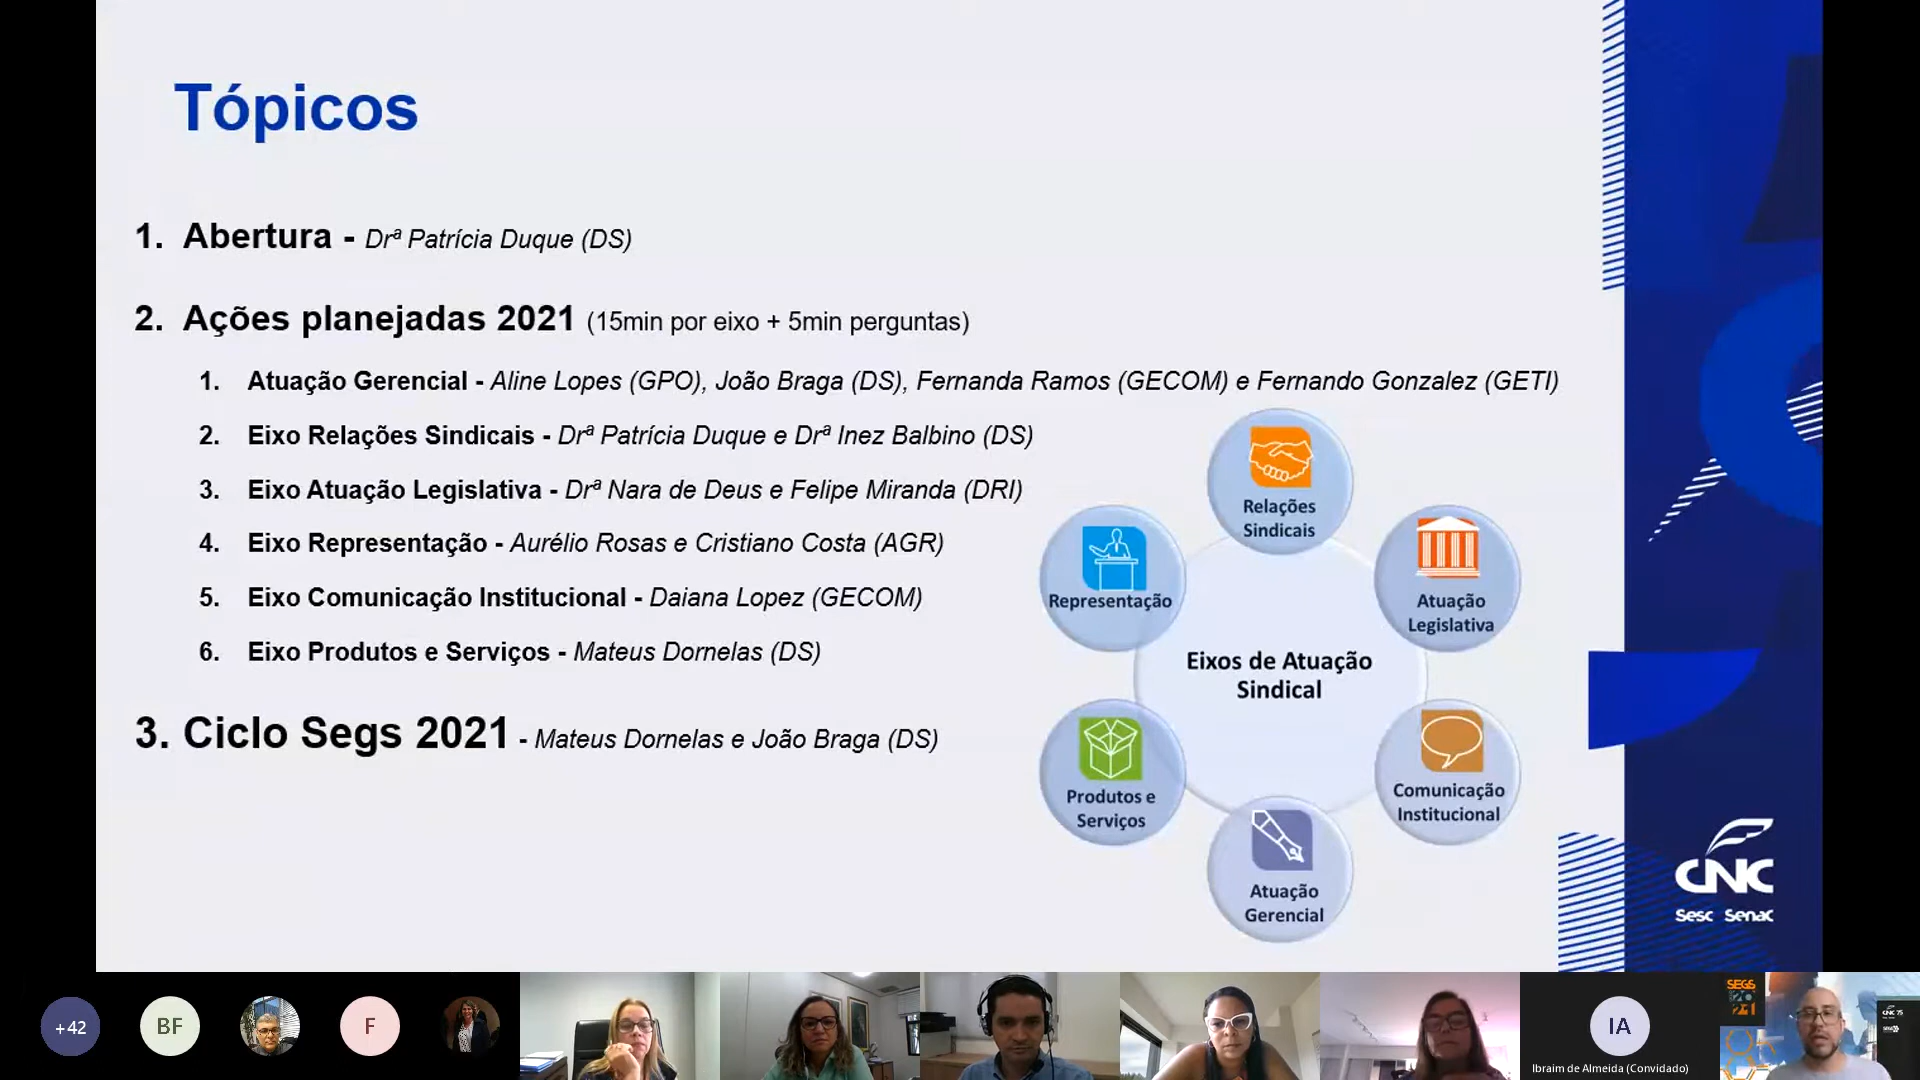 Tópicos
1. Abertura - Drª Patrícia Duque (DS)
2. Ações planejadas 2021 (15min por eixo + 5min perguntas)
1. Atuação Gerencial - Aline Lopes (GPO), João Braga (DS), Fernanda Ramos (GECOM) e Fernando Gonzalez (GETI)
2. Eixo Relações Sindicais - Drª Patrícia Duque e Drª Inez Balbino (DS)
3. Eixo Atuação Legislativa - Drª Nara de Deus e Felipe Miranda (DRI)
4. Eixo Representação - Aurélio Rosas e Cristiano Costa (AGR)
5. Eixo Comunicação Institucional - Daiana Lopez (GECOM)
6. Eixo Produtos e Serviços - Mateus Dornelas (DS)
3. Ciclo Segs 2021 - Mateus Dornelas e João Braga (DS)
Relações
Sindicais
Representação
Atuação
Legislativa
Eixos de Atuação
Sindical
Produtos e
Serviços
Comunicação
Institucional
Atuação
Gerencial
CNC
Sesc Senac
+42
BF
F
IA
Ibraim de Almeida (Convidado)
SEGS
CNC 75